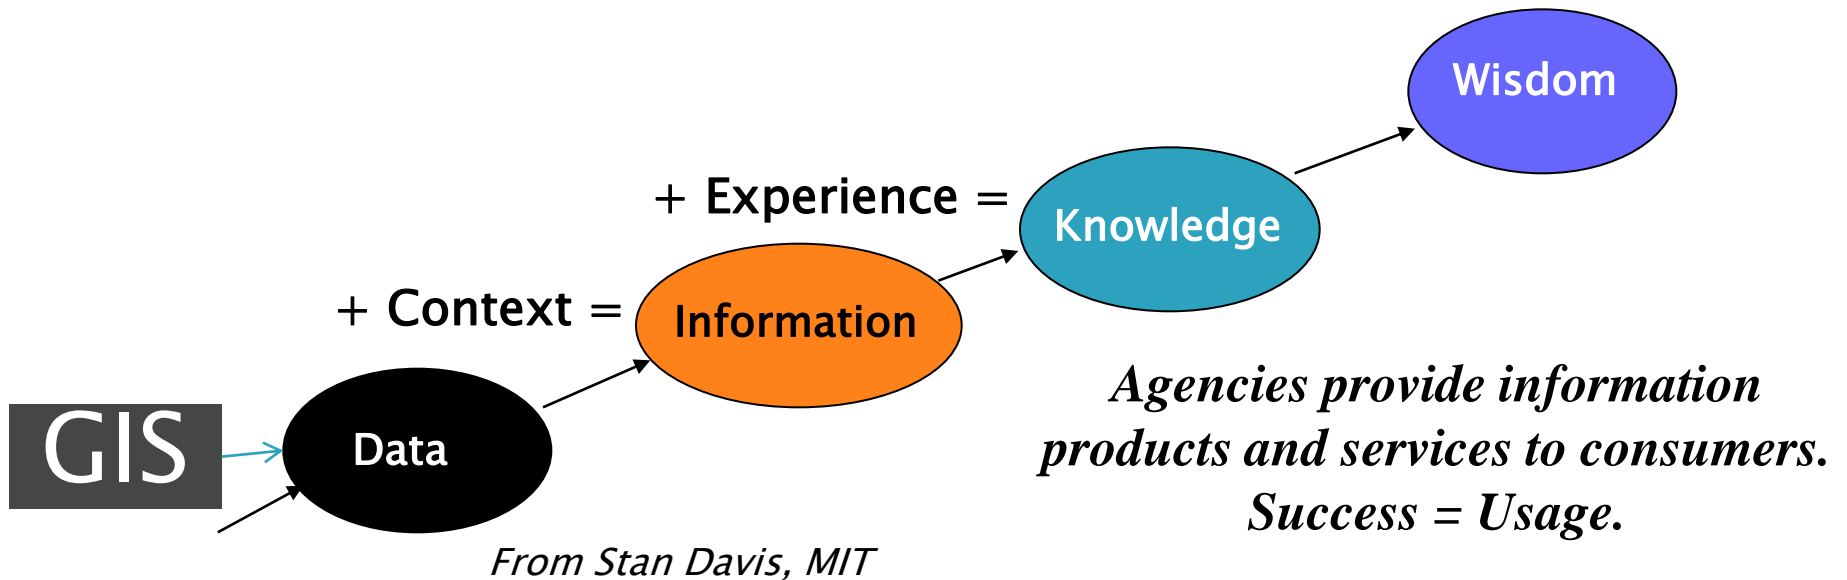 Wisdom
+ Experience =
Knowledge
+ Context =
Information
Agencies provide information
products and services to consumers.
Success = Usage.
GIS
Data
From Stan Davis, MIT